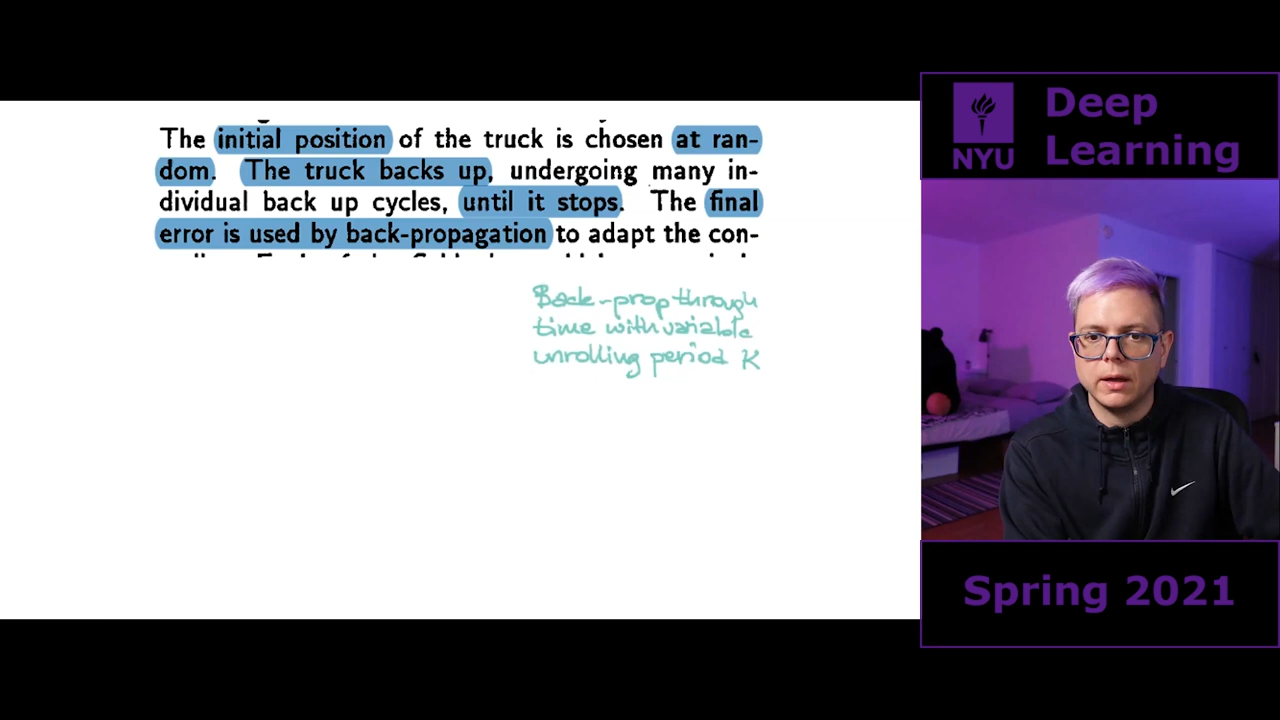 The initial position of the truck is chosen at ran-
dom. The truck backs up, undergoing many in-
dividual back up cycles, until it stops. The final
error is used by back-propagation to adapt the con-
Back-prop through
time with variable
unrolling period K
NYU
Deep
Learning
Spring 2021